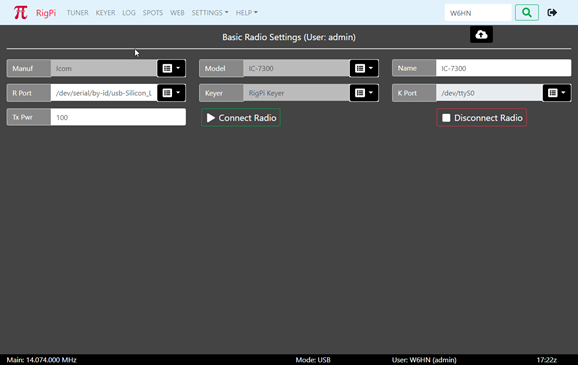 RigPi TUNER KEYER LOG SPOTS WEB SETTINGS HELP W6HN
Basic Radio Settings (User: admin)
Manuf Icom Model IC-7300 Name IC-7300
R Port /dev/serial/by-id/usb-Silicon_L Keyer RigPi Keyer K Port /dev/ttyS0
Tx Pwr 100 Connect Radio Disconnect Radio
Main: 14.074.000 MHz Mode: USB User: W6HN (admin) 17:22z